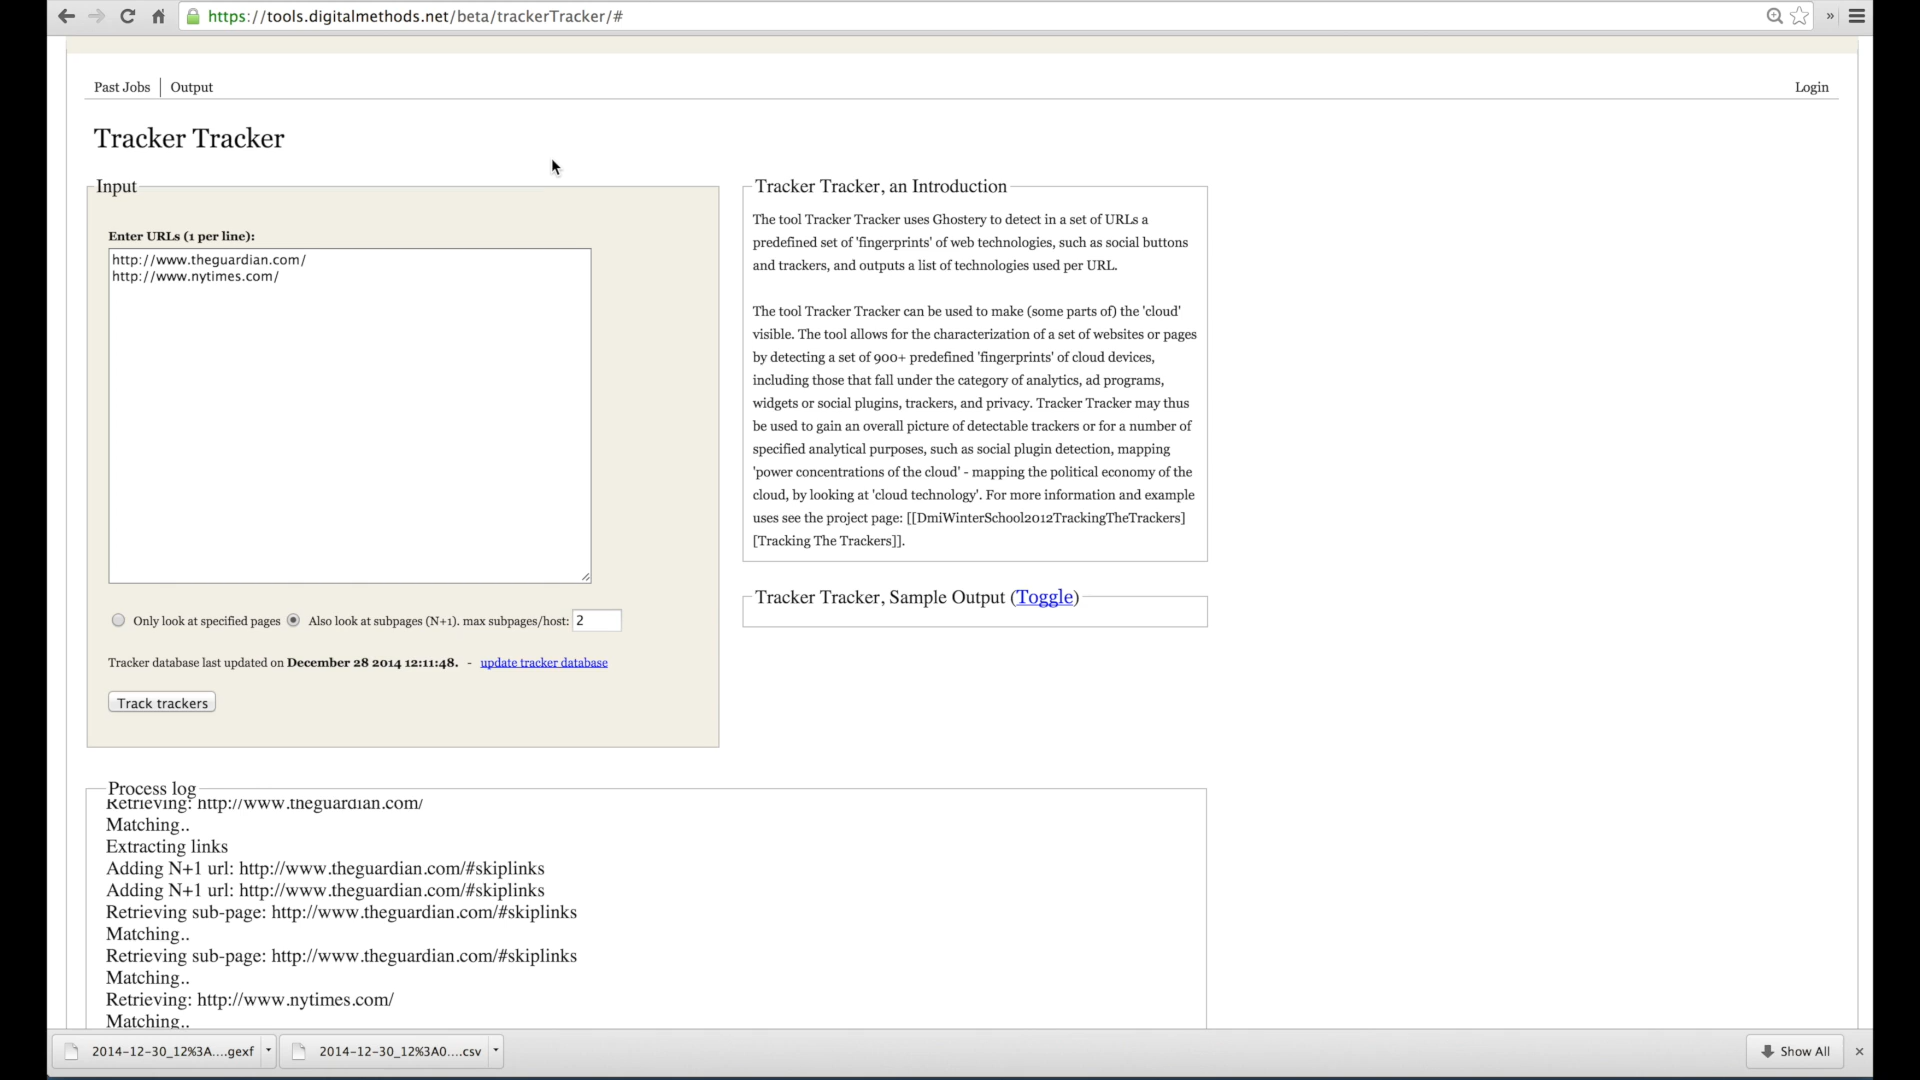 https://tools.digitalmethods.net/beta/trackerTracker/#
»
Past Jobs
Output
Login
Tracker Tracker
Input
Enter URLs (1 per line):
http://www.theguardian.com/
http://www.nytimes.com/
Only look at specified pages
Also look at subpages (N+1). max subpages/host: 2
Tracker database last updated on December 28 2014 12:11:48. - update tracker database
Track trackers
Tracker Tracker, an Introduction
The tool Tracker Tracker uses Ghostery to detect in a set of URLs a
predefined set of 'fingerprints' of web technologies, such as social buttons
and trackers, and outputs a list of technologies used per URL.
The tool Tracker Tracker can be used to make (some parts of) the 'cloud'
visible. The tool allows for the characterization of a set of websites or pages
by detecting a set of 900+ predefined 'fingerprints' of cloud devices,
including those that fall under the category of analytics, ad programs,
widgets or social plugins, trackers, and privacy. Tracker Tracker may thus
be used to gain an overall picture of detectable trackers or for a number of
specified analytical purposes, such as social plugin detection, mapping
'power concentrations of the cloud' - mapping the political economy of the
cloud, by looking at 'cloud technology'. For more information and example
uses see the project page: [[DmiWinterSchool2012TrackingTheTrackers]
[Tracking The Trackers]].
Tracker Tracker, Sample Output (Toggle)
Process log
Retrieving: http://www.theguardian.com/
Matching..
Extracting links
Adding N+1 url: http://www.theguardian.com/#skiplinks
Adding N+1 url: http://www.theguardian.com/#skiplinks
Retrieving sub-page: http://www.theguardian.com/#skiplinks
Matching..
Retrieving sub-page: http://www.theguardian.com/#skiplinks
Matching..
Retrieving: http://www.nytimes.com/
Matching..
2014-12-30_12%3A....gexf
2014-12-30_12%3A0....csv
Show All